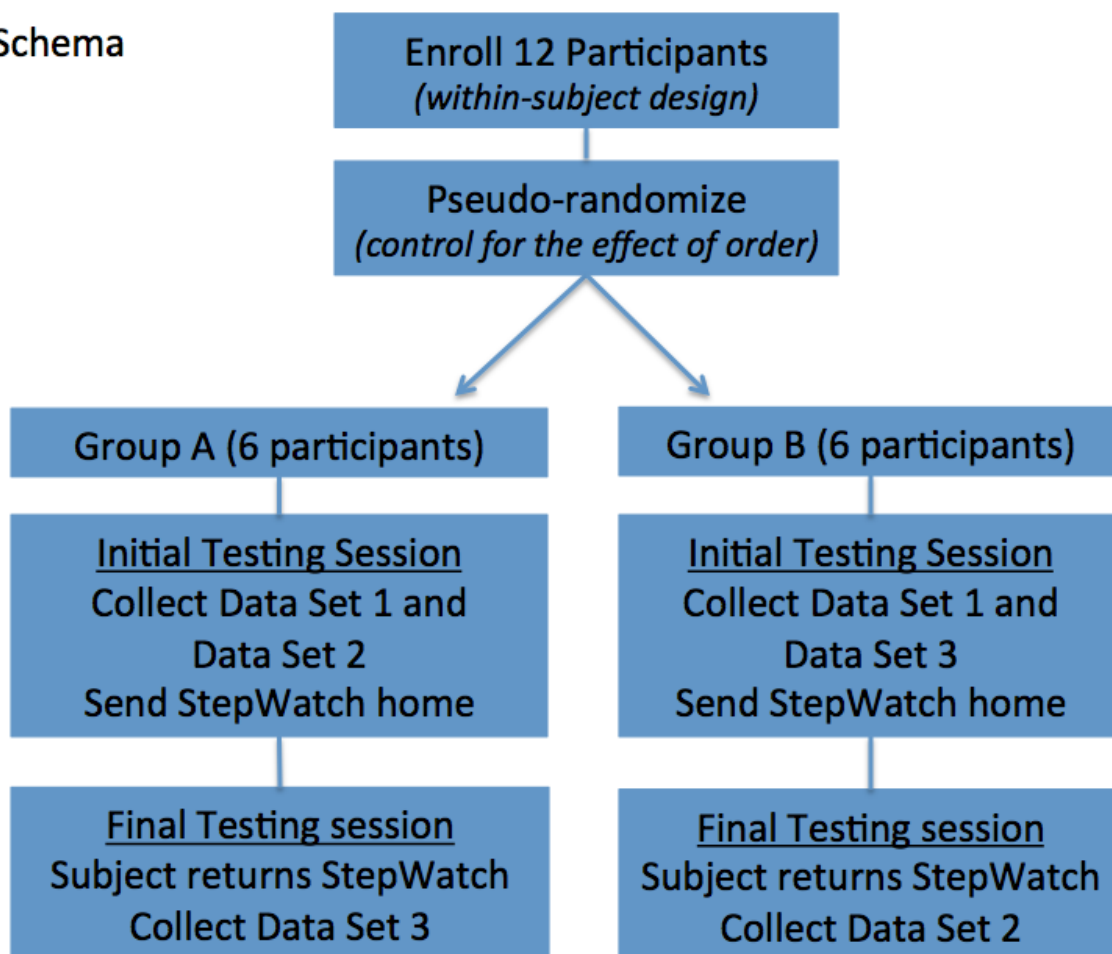 Schema
Enroll 12 Participants
(within-subject design)
Pseudo-randomize
(control for the effect of order)
Group A (6 participants)
Initial Testing Session
Collect Data Set 1 and
Data Set 2
Send StepWatch home
Final Testing session
Subject returns StepWatch
Collect Data Set 3
Group B (6 participants)
Initial Testing Session
Collect Data Set 1 and
Data Set 3
Send StepWatch home
Final Testing session
Subject returns StepWatch
Collect Data Set 2